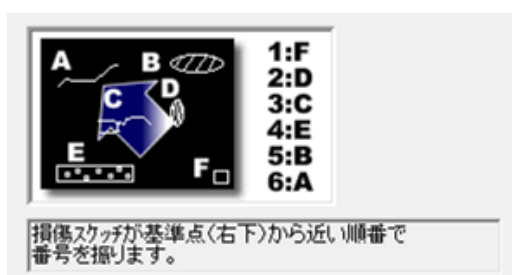 A
B
C
D
E
F
1:F
2:D
3:C
4:E
5:B
6:A
損傷スケッチが基準点(右下)から近い順番で
番号を振ります。